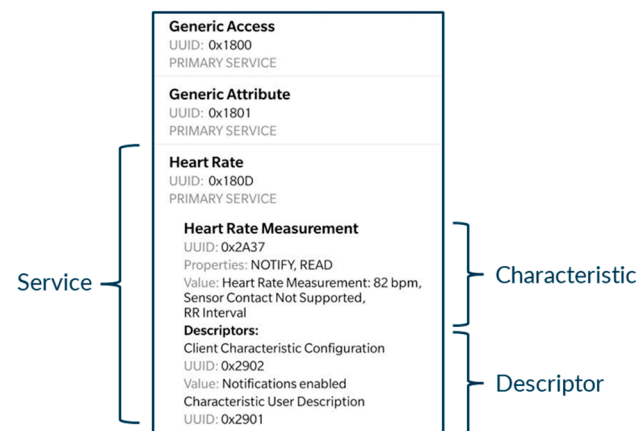 Generic Access
UUID: 0x1800
PRIMARY SERVICE
Generic Attribute
UUID: 0x1801
PRIMARY SERVICE
Heart Rate
UUID: 0x180D
PRIMARY SERVICE
Heart Rate Measurement
UUID: 0x2A37
Properties: NOTIFY, READ
Value: Heart Rate Measurement: 82 bpm,
Sensor Contact Not Supported,
RR Interval
Descriptors:
Client Characteristic Configuration
UUID: 0x2902
Value: Notifications enabled
Characteristic User Description
UUID: 0x2901
Service
Characteristic
Descriptor